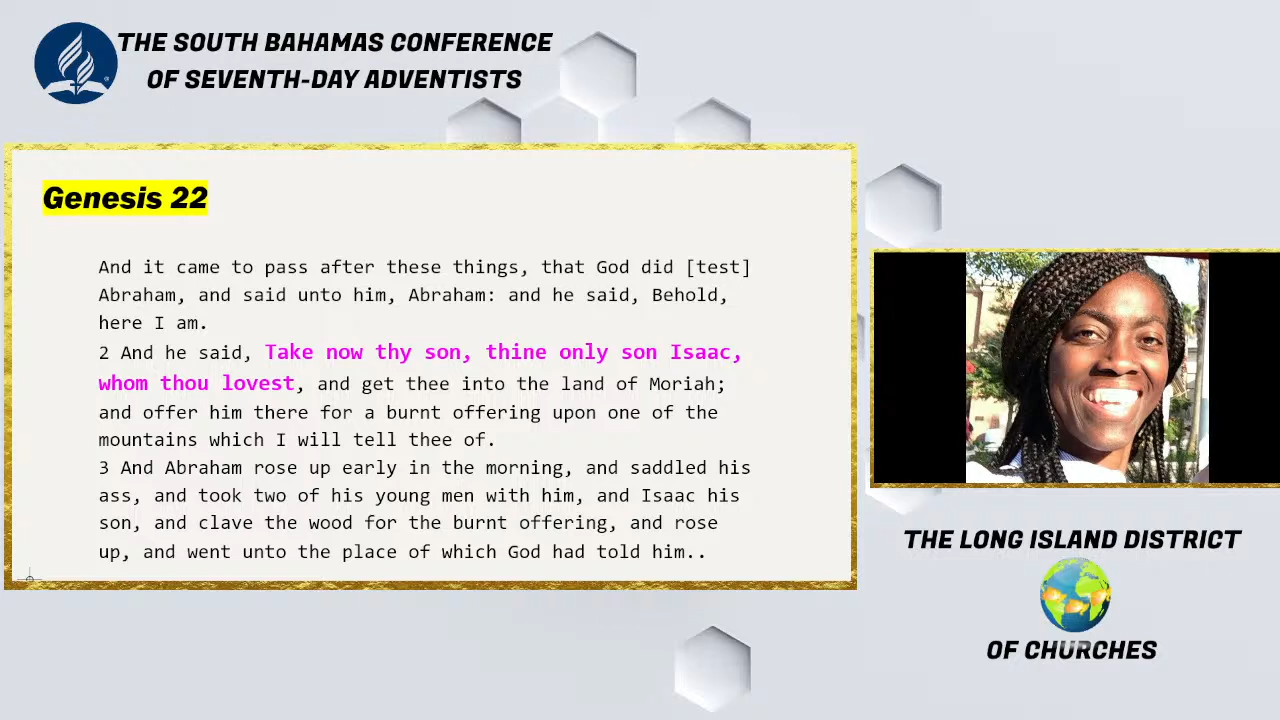 THE SOUTH BAHAMAS CONFERENCE
OF SEVENTH-DAY ADVENTISTS
Genesis 22
And it came to pass after these things, that God did [test]
Abraham, and said unto him, Abraham: and he said, Behold,
here I am.
2 And he said, Take now thy son, thine only son Isaac,
whom thou lovest, and get thee into the land of Moriah;
and offer him there for a burnt offering upon one of the
mountains which I will tell thee of.
3 And Abraham rose up early in the morning, and saddled his
ass, and took two of his young men with him, and Isaac his
son, and clave the wood for the burnt offering, and rose
up, and went unto the place of which God had told him..
THE LONG ISLAND DISTRICT
OF CHURCHES